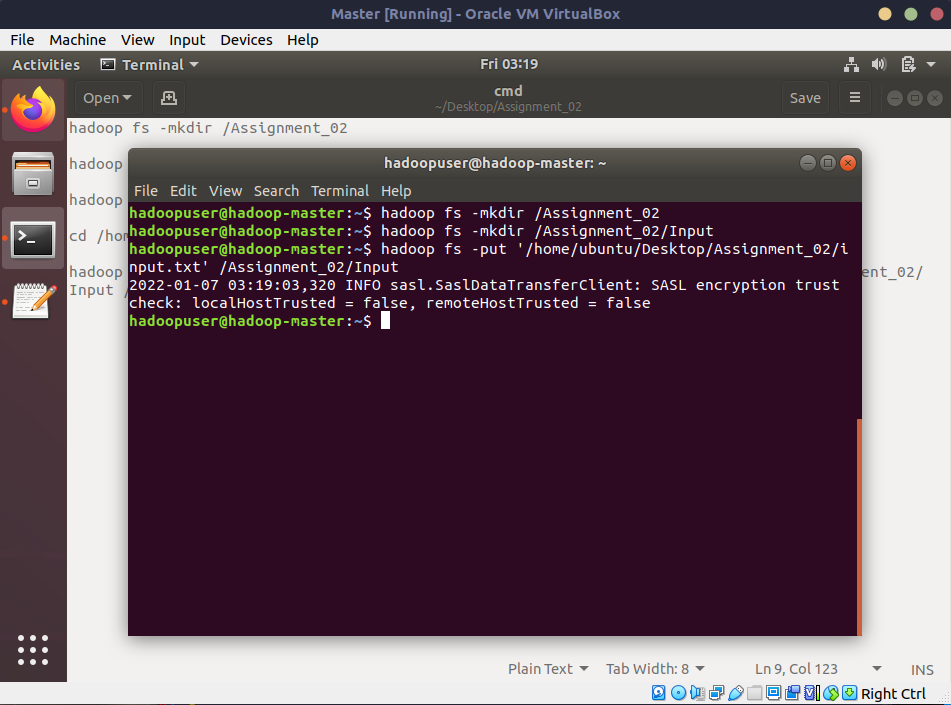 Master [Running] - Oracle VM VirtualBox
File Machine View Input Devices Help
Activities Terminal Fri 03:19
Open cmd Save
~/Desktop/Assignment_02
hadoop fs -mkdir /Assignment_02
hadoop
hadoop
cd /hom
hadoop ent_02/
Input /
hadoopuser@hadoop-master: ~
File Edit View Search Terminal Help
hadoopuser@hadoop-master:~$ hadoop fs -mkdir /Assignment_02
hadoopuser@hadoop-master:~$ hadoop fs -mkdir /Assignment_02/Input
hadoopuser@hadoop-master:~$ hadoop fs -put '/home/ubuntu/Desktop/Assignment_02/i
nput.txt' /Assignment_02/Input
2022-01-07 03:19:03,320 INFO sasl.SaslDataTransferClient: SASL encryption trust
check: localHostTrusted = false, remoteHostTrusted = false
hadoopuser@hadoop-master:~$
Plain Text Tab Width: 8 Ln 9, Col 123 INS
Right Ctrl